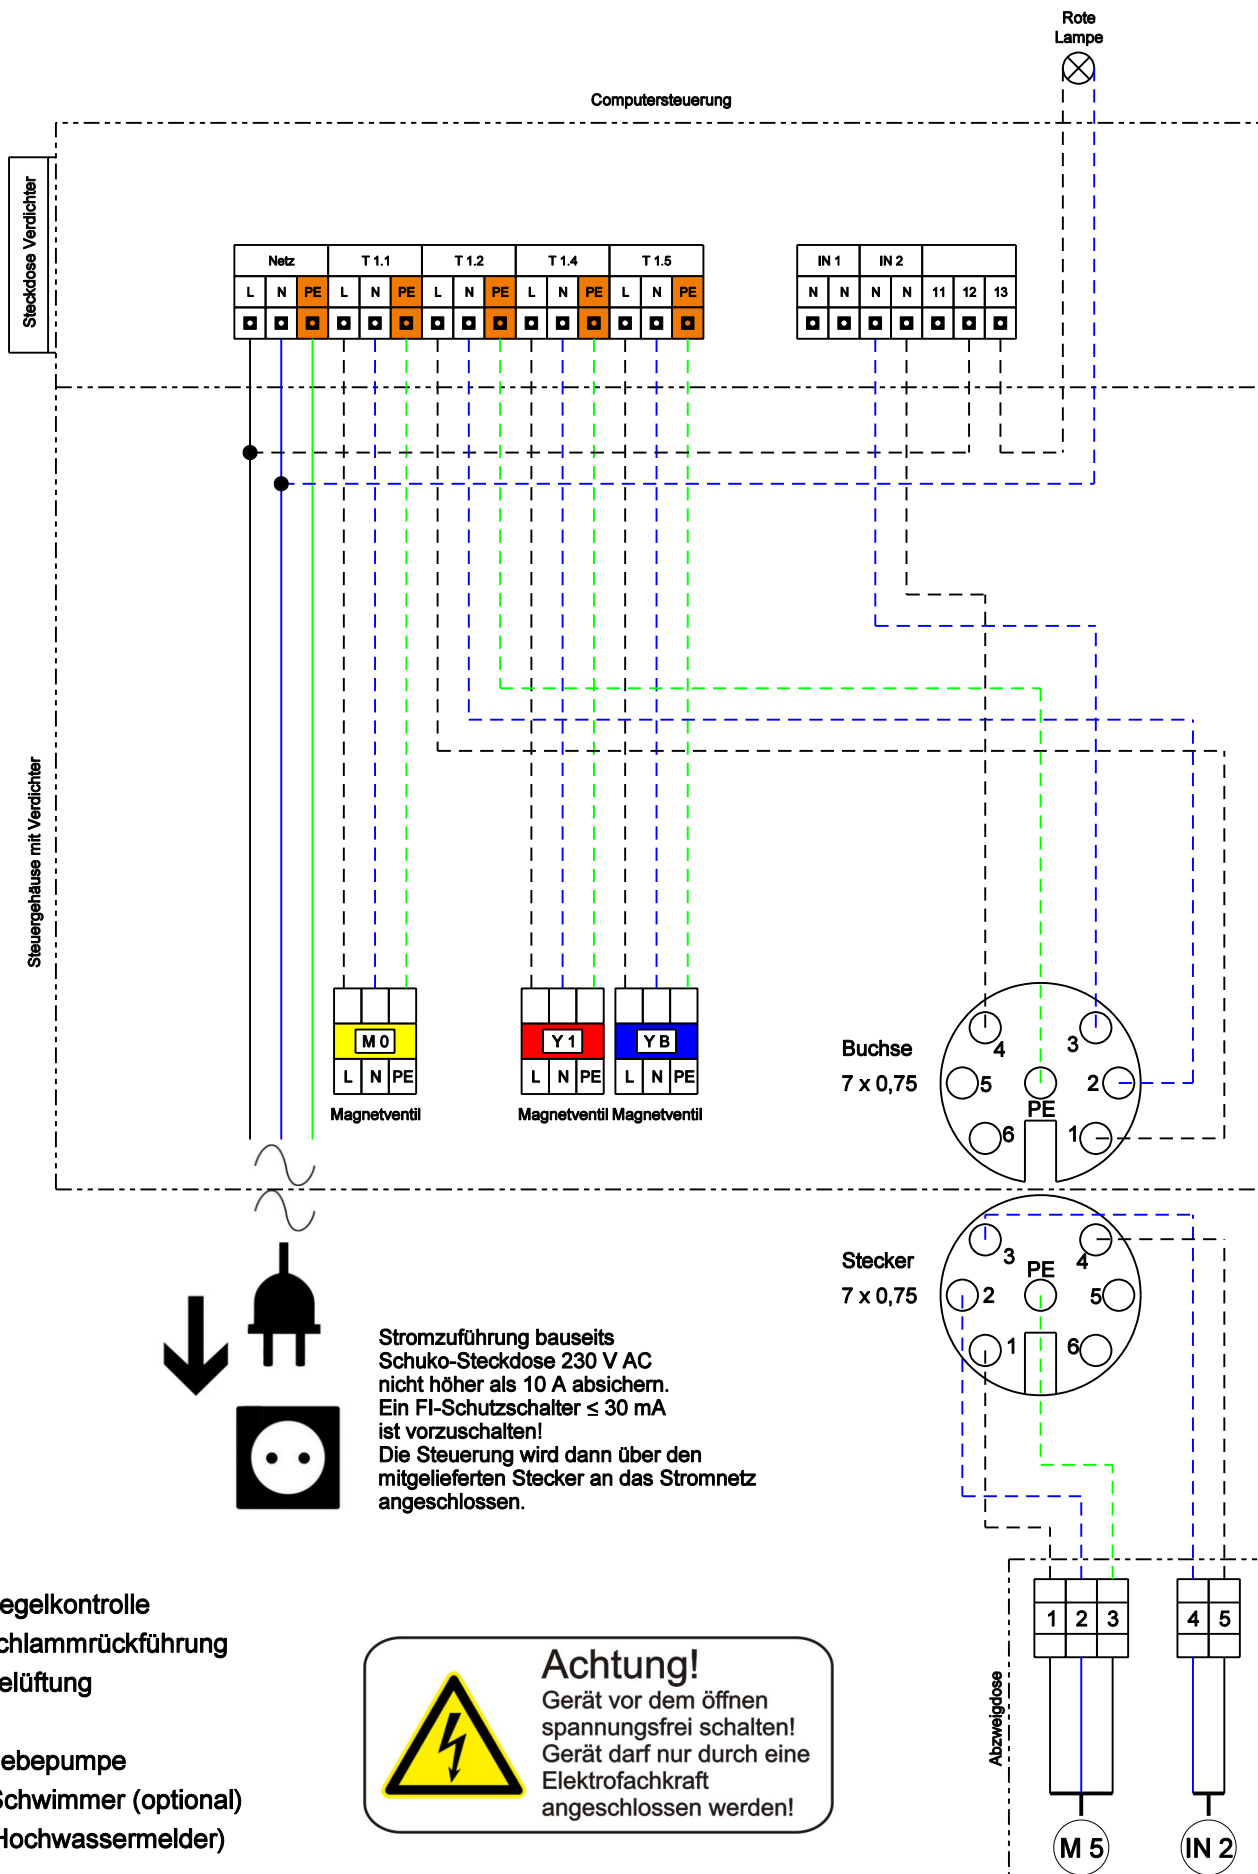 Rote
Lampe
Computersteuerung
Steckdose Verdichter
Netz T 1.1 T 1.2 T 1.4 T 1.5 IN 1 IN 2
L N PE L N PE L N PE L N PE L N PE N N N N 11 12 13
Steuergehäuse mit Verdichter
M 0 Y 1 Y B
L N PE L N PE L N PE
Magnetventil Magnetventil Magnetventil
Buchse
7 x 0,75
4 3
5 2
PE
6 1
Stecker
7 x 0,75
3 4
PE
2 5
1 6
Stromzuführung bauseits
Schuko-Steckdose 230 V AC
nicht höher als 10 A absichern.
Ein FI-Schutzschalter ≤ 30 mA
ist vorzuschalten!
Die Steuerung wird dann über den
mitgelieferten Stecker an das Stromnetz
angeschlossen.
egelkontrolle
chlammrückführung
elüftung
ebepumpe
Schwimmer (optional)
Hochwassermelder)
Achtung!
Gerät vor dem öffnen
spannungsfrei schalten!
Gerät darf nur durch eine
Elektrofachkraft
angeschlossen werden!
Abzweigdose
1 2 3 4 5
M 5 IN 2